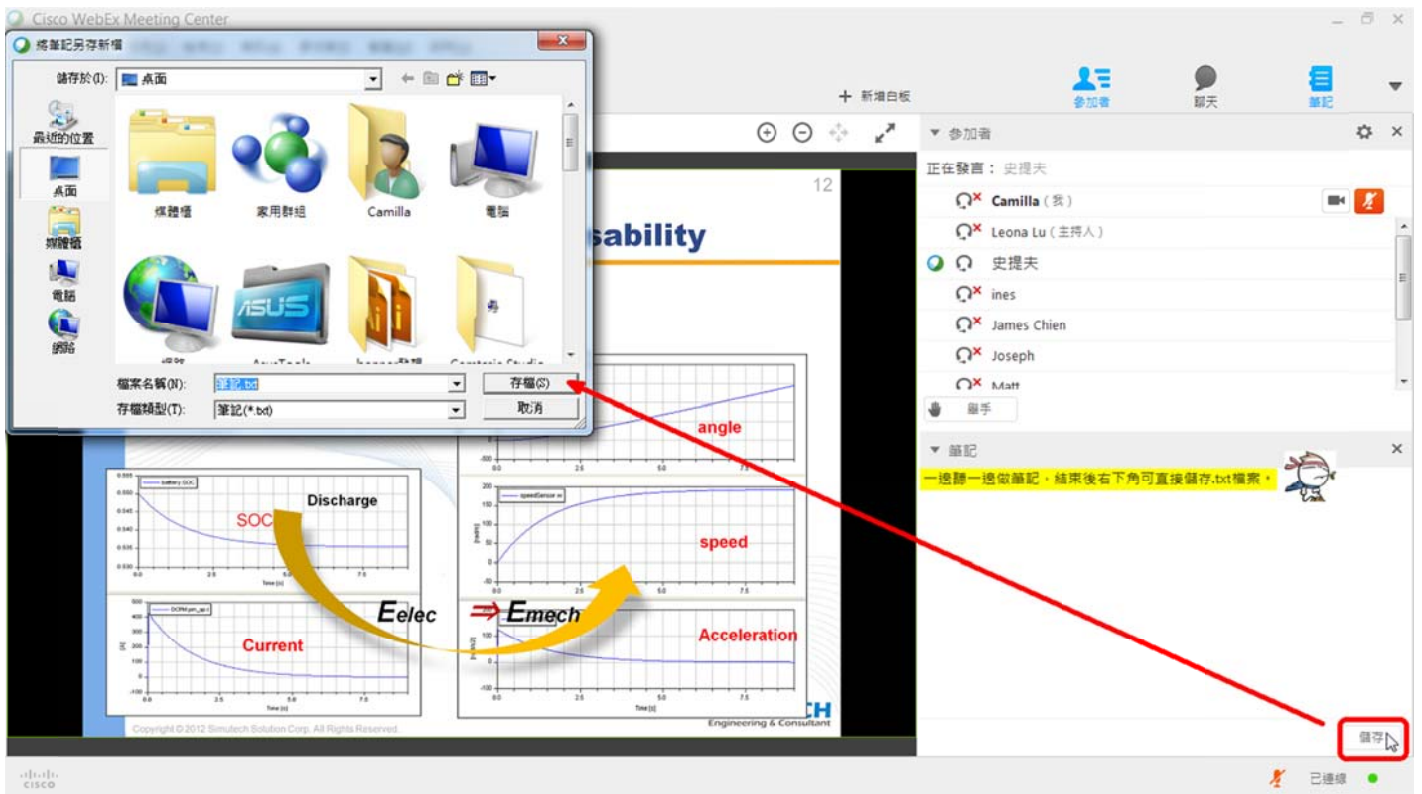 Cisco WebEx Meeting Center
將筆記另存新檔
儲存於(I):
桌面
最近的位置
桌面
媒體櫃
電腦
網路
媒體櫃
家用群組
Camilla
電腦
ASUS
檔案名稱(N):
筆記.txt
存檔(S)
存檔類型(T):
筆記(*.txt)
取消
+ 新增白板
參加者
聊天
筆記
12
sability
angle
speed
Acceleration
Discharge
SOC
battery.SOC
speedSensor.w
Current
Eelec ⇒ Emech
Time [s]
Copyright © 2012 Simutech Solution Corp. All Rights Reserved.
Engineering & Consultant
參加者
正在發言： 史提夫
Camilla (我)
Leona Lu (主持人)
史提夫
ines
James Chien
Joseph
Matt
舉手
筆記
一邊聽一邊做筆記，結束後右下角可直接儲存.txt檔案。
儲存
CISCO
已連線